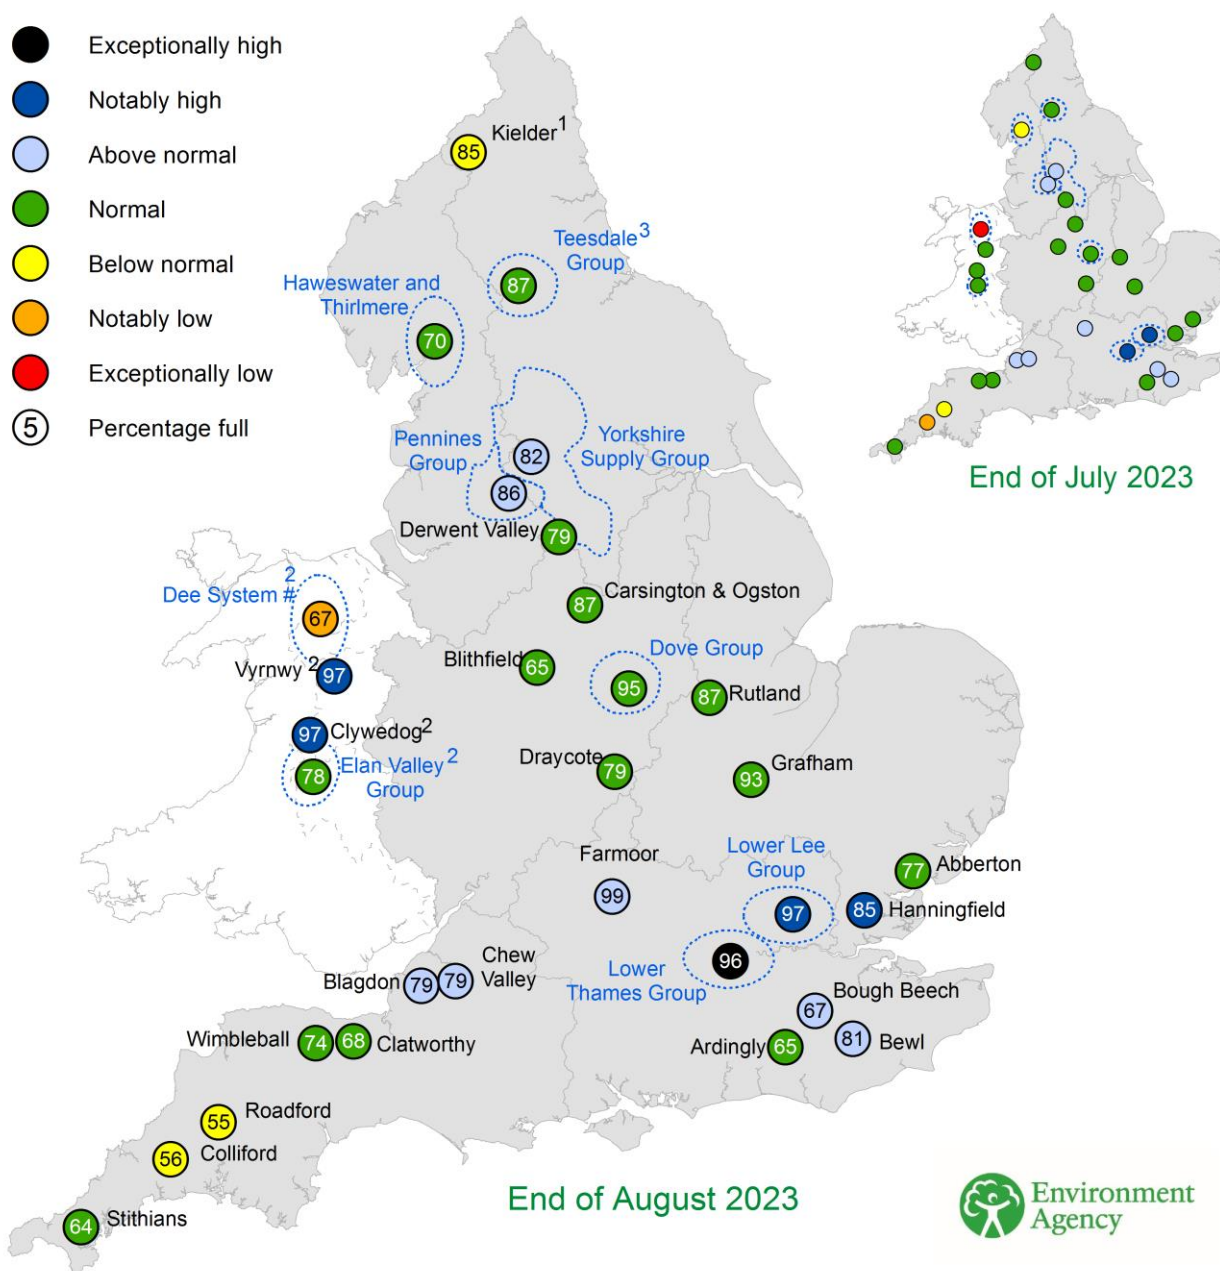 Exceptionally high
Notably high
Above normal
Normal
Below normal
Notably low
Exceptionally low
5 Percentage full
Kielder1
85
Teesdale3
Group
87
Haweswater and
Thirlmere
70
Pennines
Group
Yorkshire
Supply Group
82
86
Derwent Valley
79
End of July 2023
2
Dee System #
67
Carsington & Ogston
87
Vyrnwy 2
97
Blithfield
65
Dove Group
95
87
Rutland
97
Clywedog2
78
Elan Valley2
Group
Draycote
79
Grafham
93
Farmoor
99
Lower Lee
Group
97
Abberton
77
85
Hanningfield
Lower
Thames Group
96
Blagdon
79
79
Chew
Valley
Bough Beech
67
81
Bewl
Ardingly
65
Wimbleball
74
68
Clatworthy
Roadford
55
Colliford
56
Stithians
64
End of August 2023
Environment
Agency